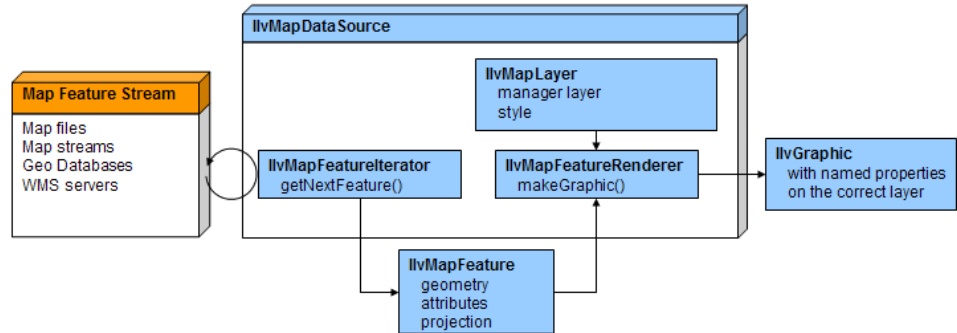 IlvMapDataSource
Map Feature Stream
Map files
Map streams
Geo Databases
WMS servers
IlvMapLayer
manager layer
style
IlvMapFeatureIterator
getNextFeature()
IlvMapFeatureRenderer
makeGraphic()
IlvGraphic
with named properties
on the correct layer
IlvMapFeature
geometry
attributes
projection